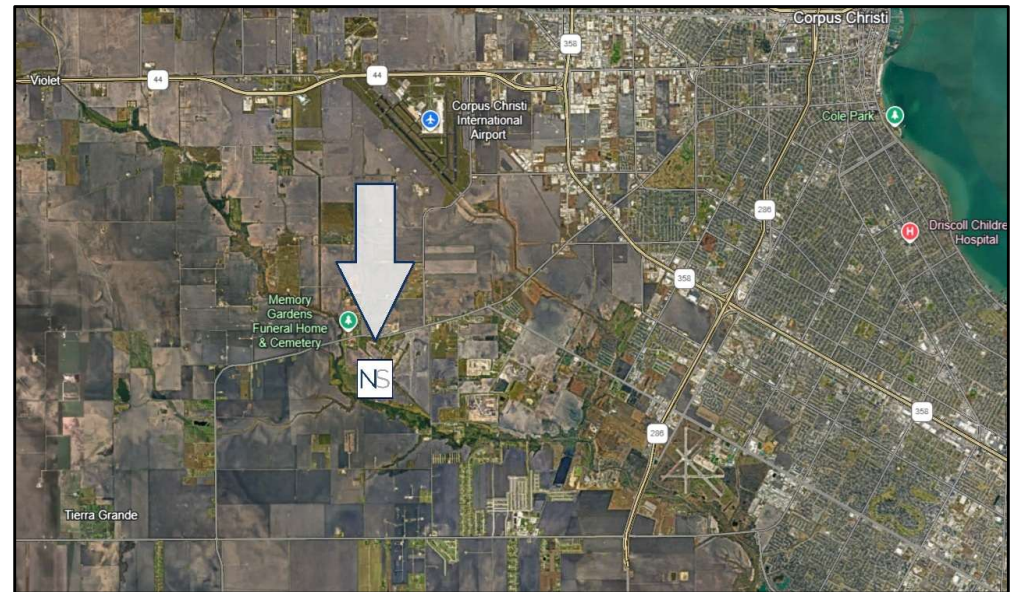 Corpus Christi
358
44
44
Violet
Corpus Christi
International
Airport
Cole Park
286
Driscoll Childre
Hospital
358
Memory
Gardens
Funeral Home
& Cemetery
NS
358
286
Tierra Grande